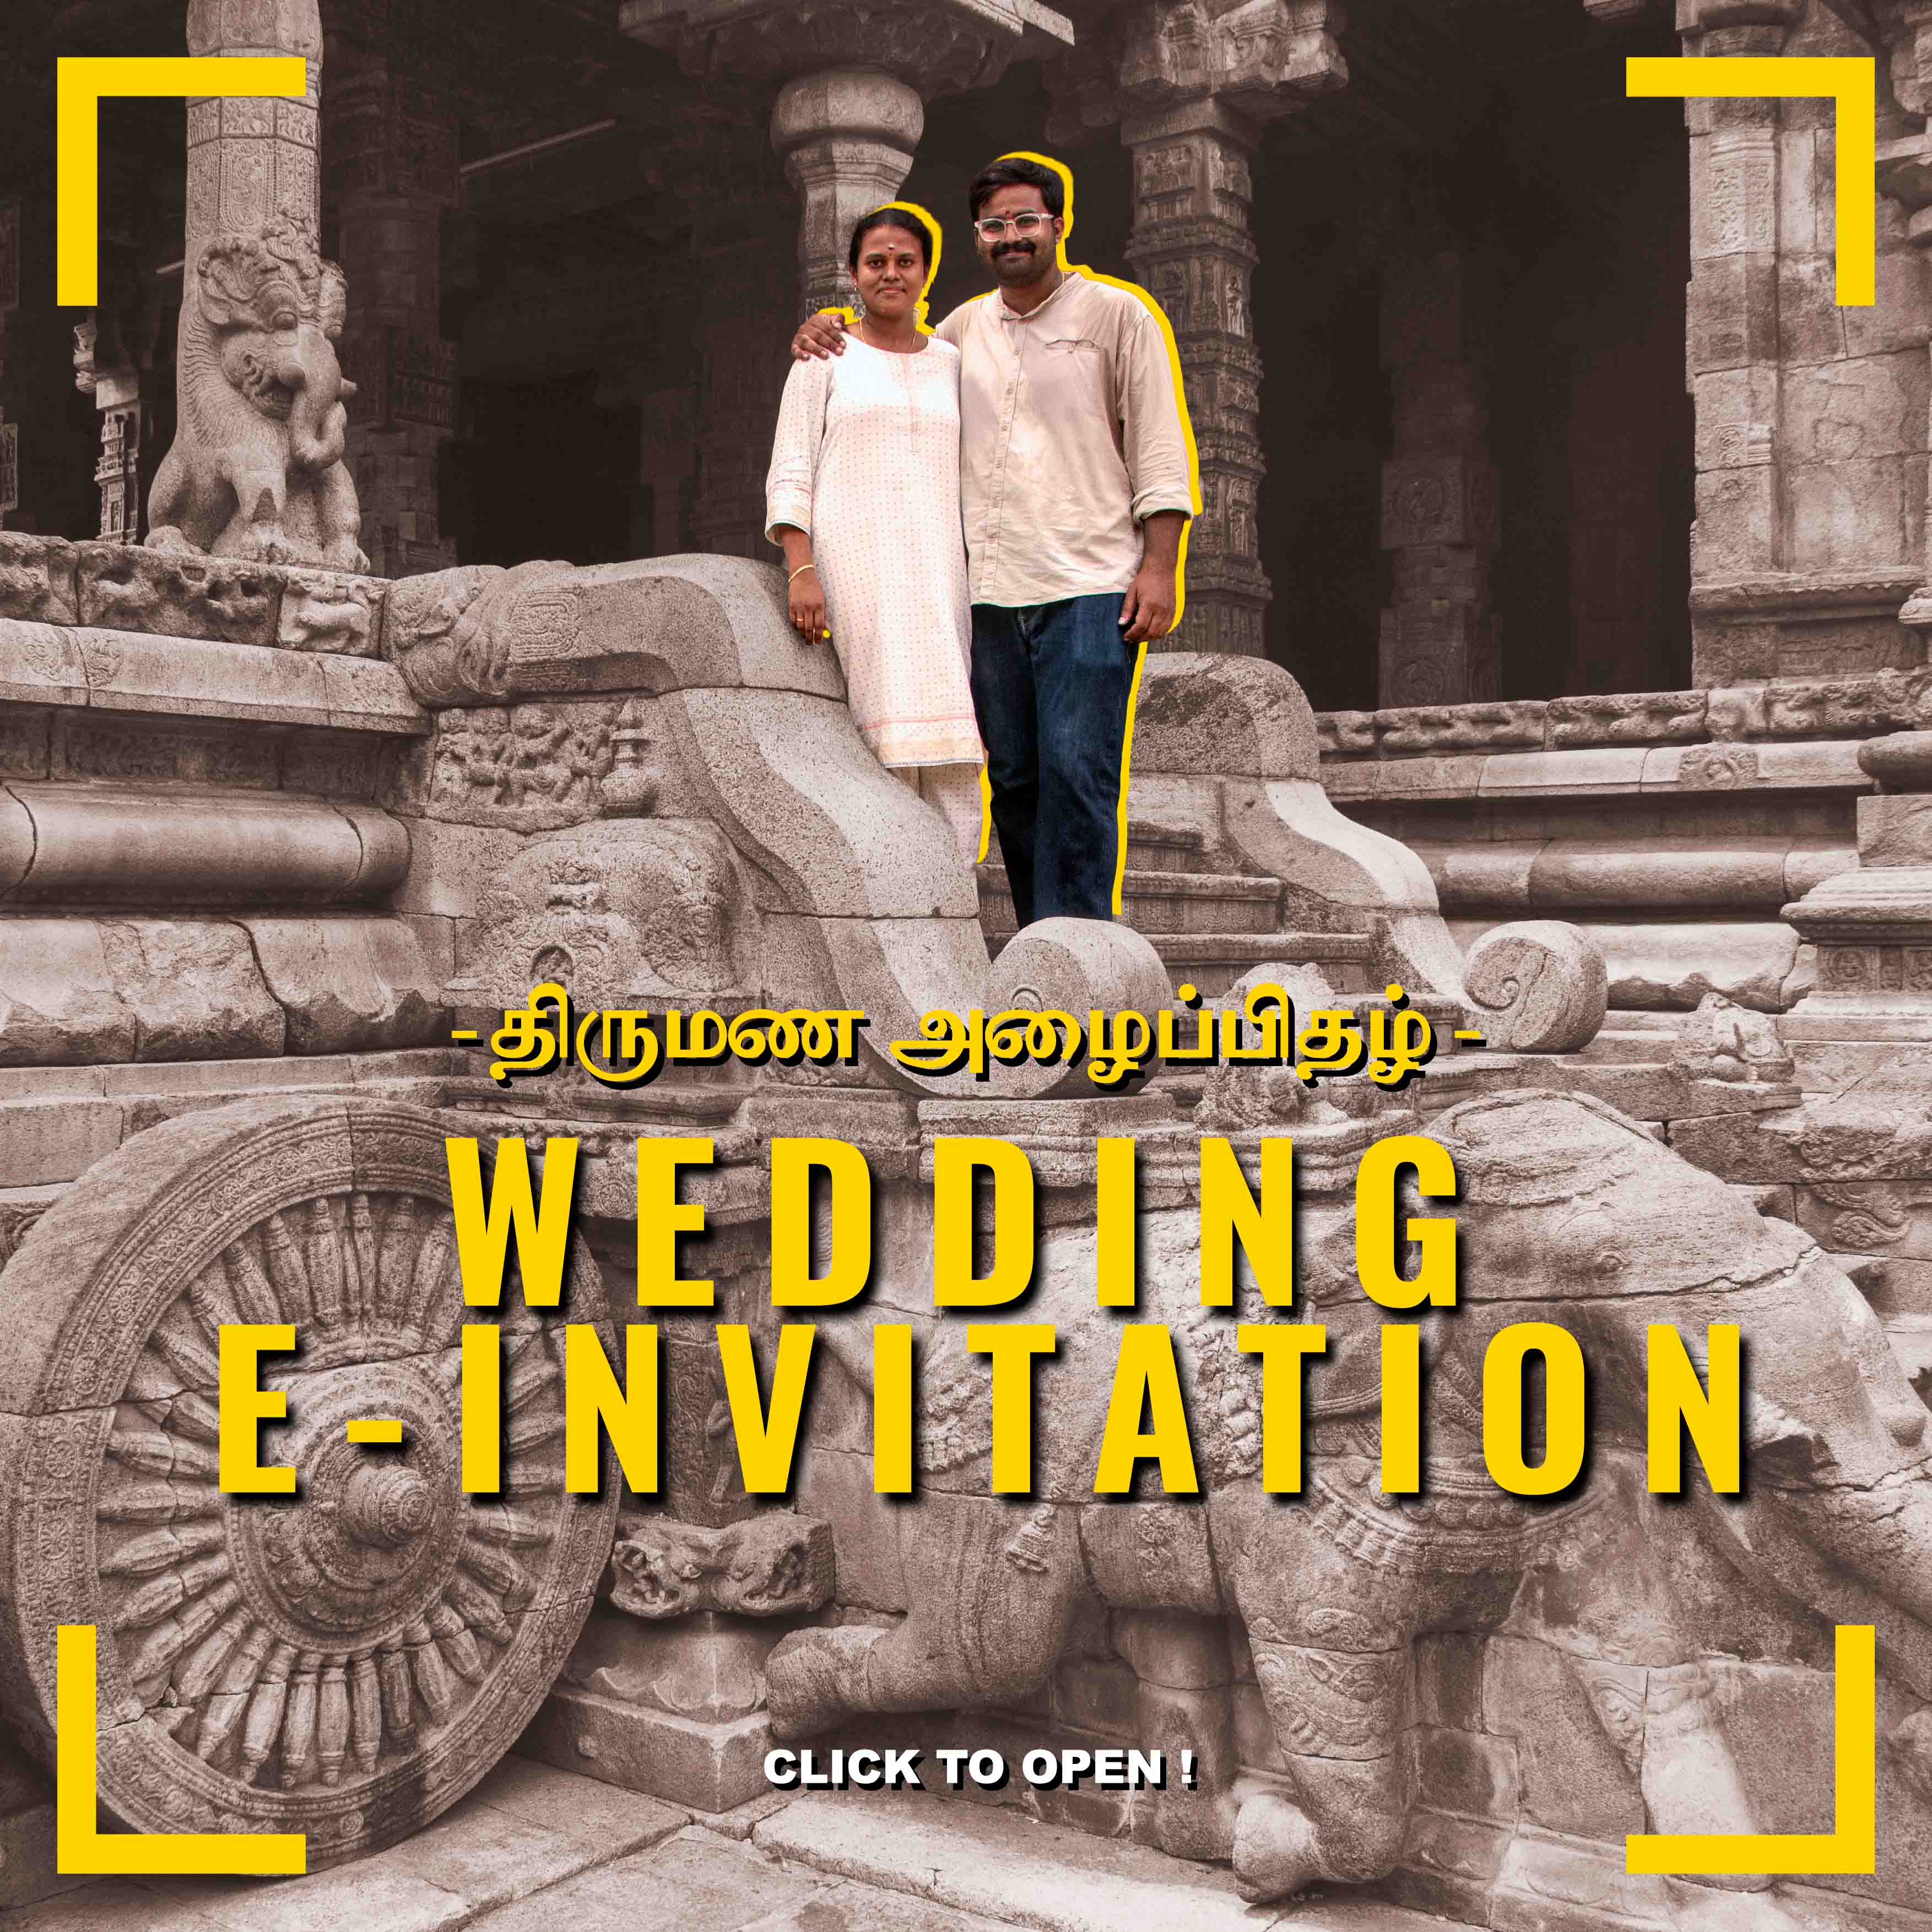 - திருமண அழைப்பிதழ் -
WEDDING
E-INVITATION
CLICK TO OPEN !